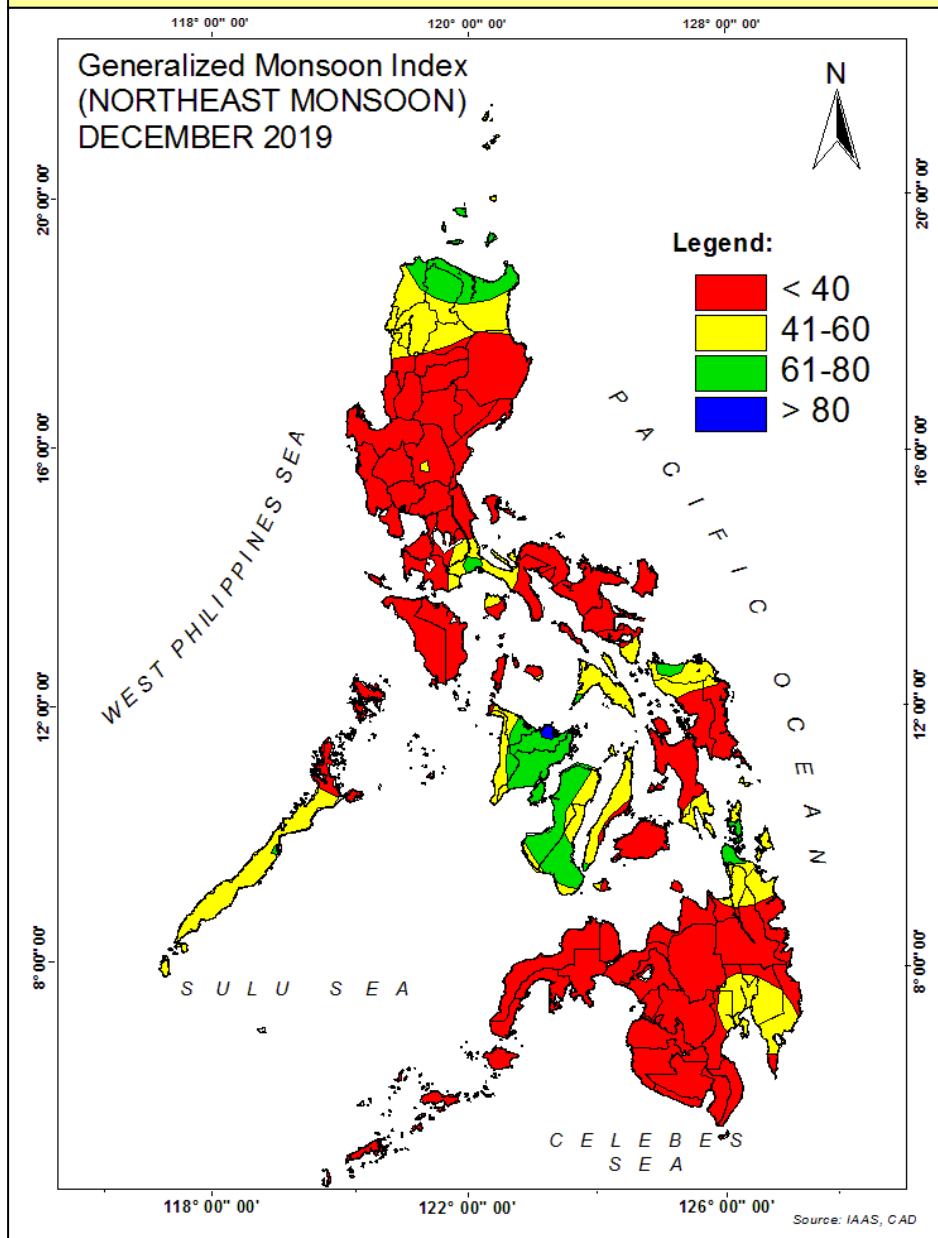 118° 00" 00'
120° 00" 00'
128° 00" 00'
Generalized Monsoon Index
(NORTHEAST MONSOON)
DECEMBER 2019
N
20° 00" 00'
20° 00" 00'
Legend:
< 40
41-60
61-80
> 80
16° 00" 00'
16° 00" 00'
WEST PHILIPPINES SEA
PACIFIC OCEAN
12° 00" 00'
12° 00" 00'
8° 00" 00'
8° 00" 00'
SULU SEA
CELEBES
SEA
118° 00" 00'
122° 00" 00'
126° 00" 00'
Source: IAAS, CAD